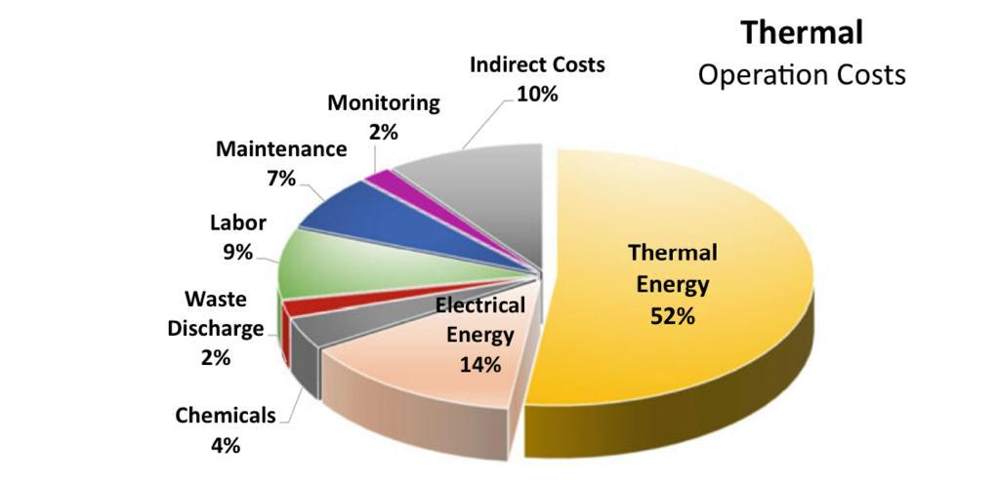 Thermal
Operation Costs
Indirect Costs
10%
Monitoring
2%
Maintenance
7%
Labor
9%
Waste
Discharge
2%
Chemicals
4%
Electrical
Energy
14%
Thermal
Energy
52%